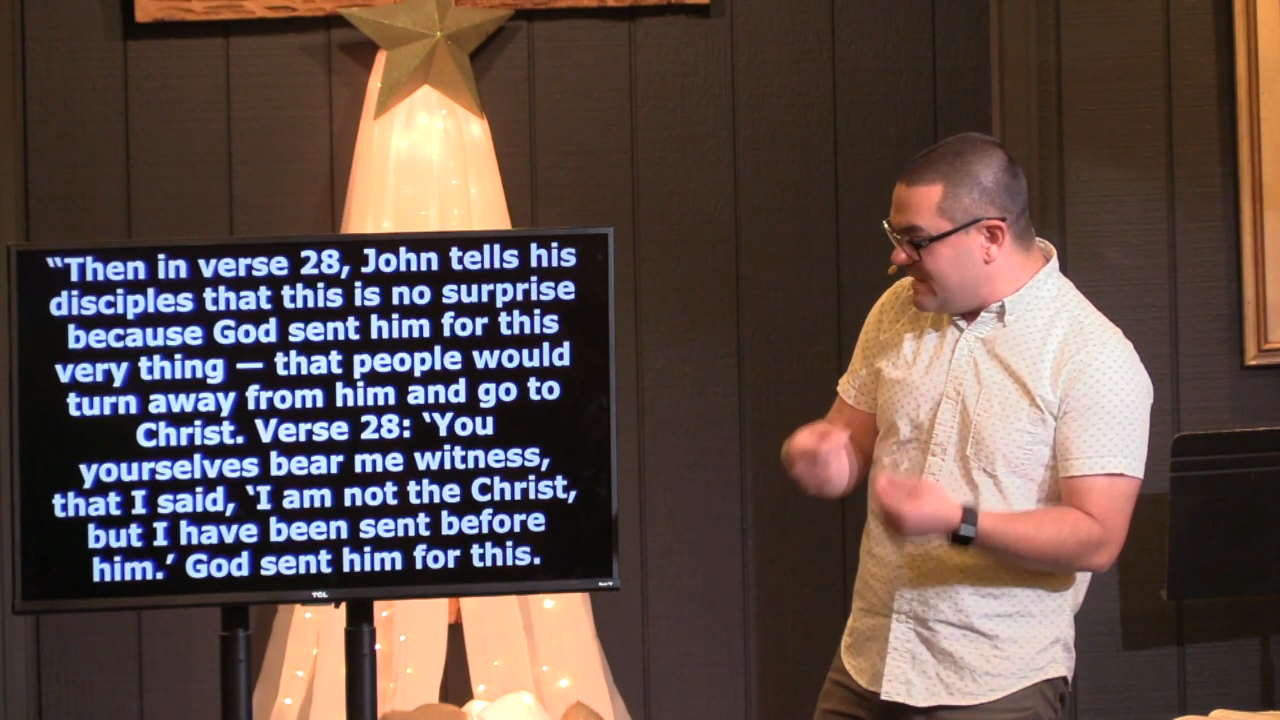 “Then in verse 28, John tells his
disciples that this is no surprise
because God sent him for this
very thing — that people would
turn away from him and go to
Christ. Verse 28: ‘You
yourselves bear me witness,
that I said, ‘I am not the Christ,
but I have been sent before
him.’ God sent him for this.
TCL